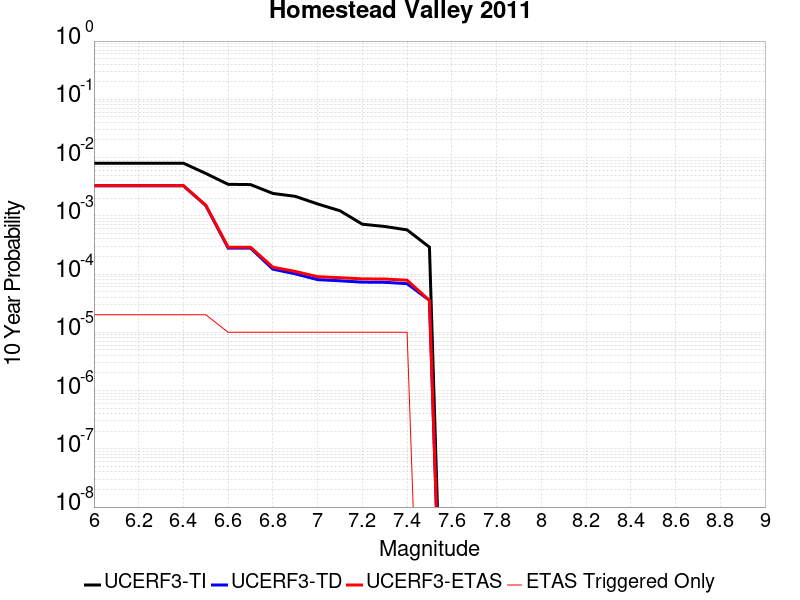 Homestead Valley 2011
10 Year Probability
10^0
10^-1
10^-2
10^-3
10^-4
10^-5
10^-6
10^-7
10^-8
6 6.2 6.4 6.6 6.8 7 7.2 7.4 7.6 7.8 8 8.2 8.4 8.6 8.8 9
Magnitude
UCERF3-TI UCERF3-TD UCERF3-ETAS ETAS Triggered Only